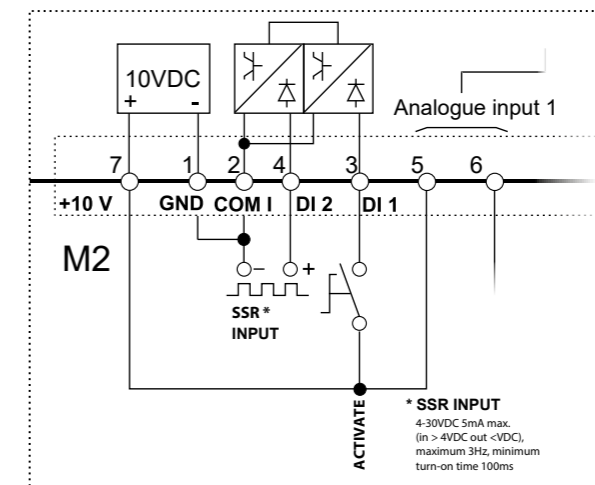 10VDC
+ -
Analogue input 1
7 1 2 4 3 5 6
+10 V GND COM I DI 2 DI 1
M2
– +
SSR *
INPUT
ACTIVATE
* SSR INPUT
4-30VDC 5mA max.
(in > 4VDC out <VDC),
maximum 3Hz, minimum
turn-on time 100ms